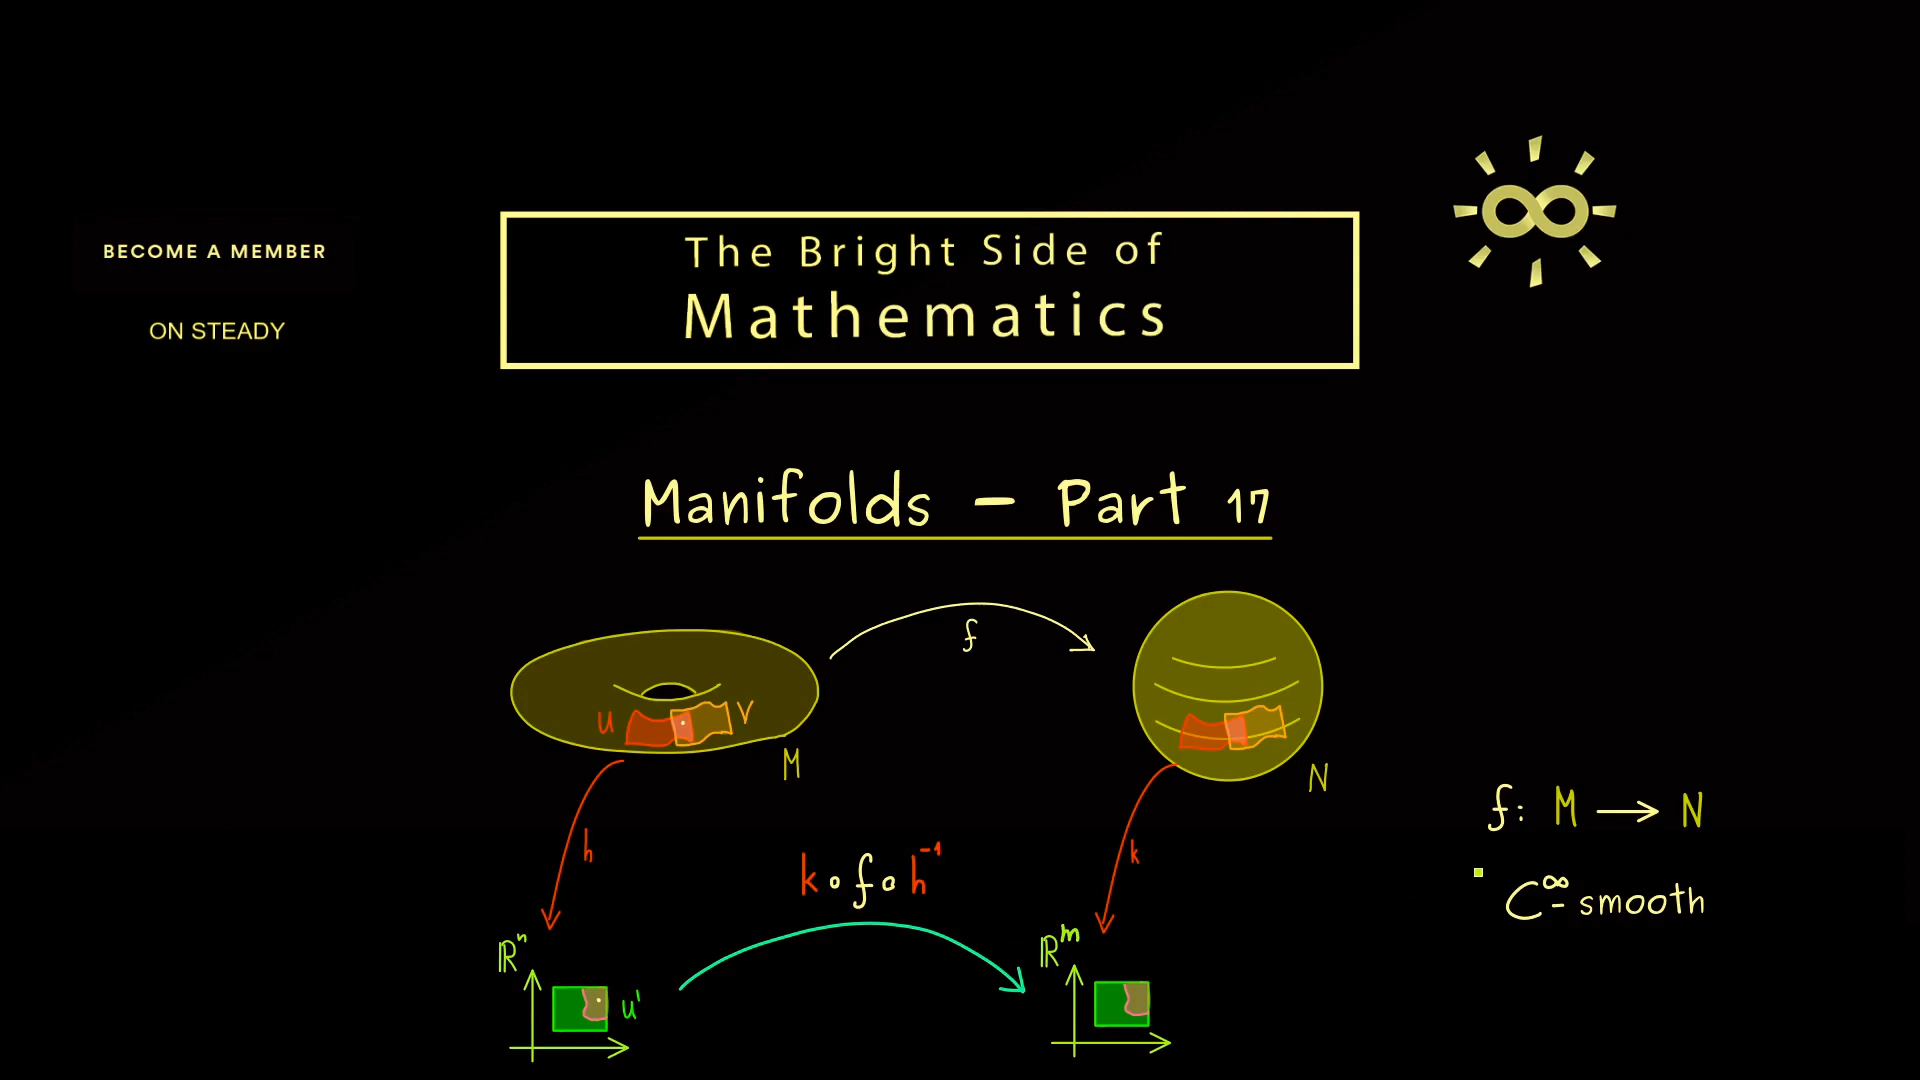 BECOME A MEMBER
ON STEADY
The Bright Side of
Mathematics
Manifolds - Part 17
f
U
V
M
N
h
k
k∘f∘h⁻¹
f: M → N
C^∞-smooth
ℝⁿ
U'
ℝᵐ